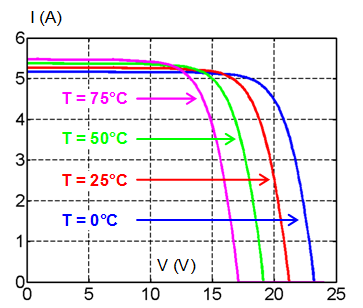 I (A)
6
5
4
3
2
1
0
T = 75°C
T = 50°C
T = 25°C
T = 0°C
V (V)
0 5 10 15 20 25